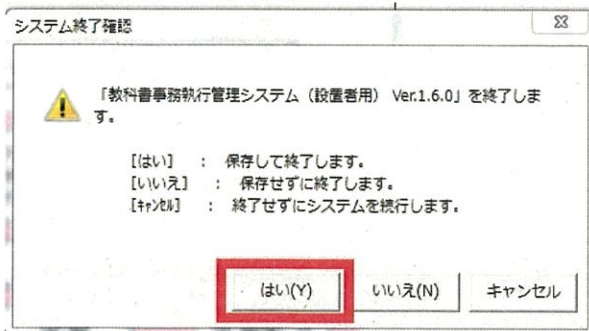 システム終了確認
「教科書事務執行管理システム（設置者用） Ver.1.6.0」を終了しま
す。
［はい］ ： 保存して終了します。
［いいえ］ ： 保存せずに終了します。
［ｷｬﾝｾﾙ］ ： 終了せずにシステムを続行します。
はい(Y) いいえ(N) キャンセル